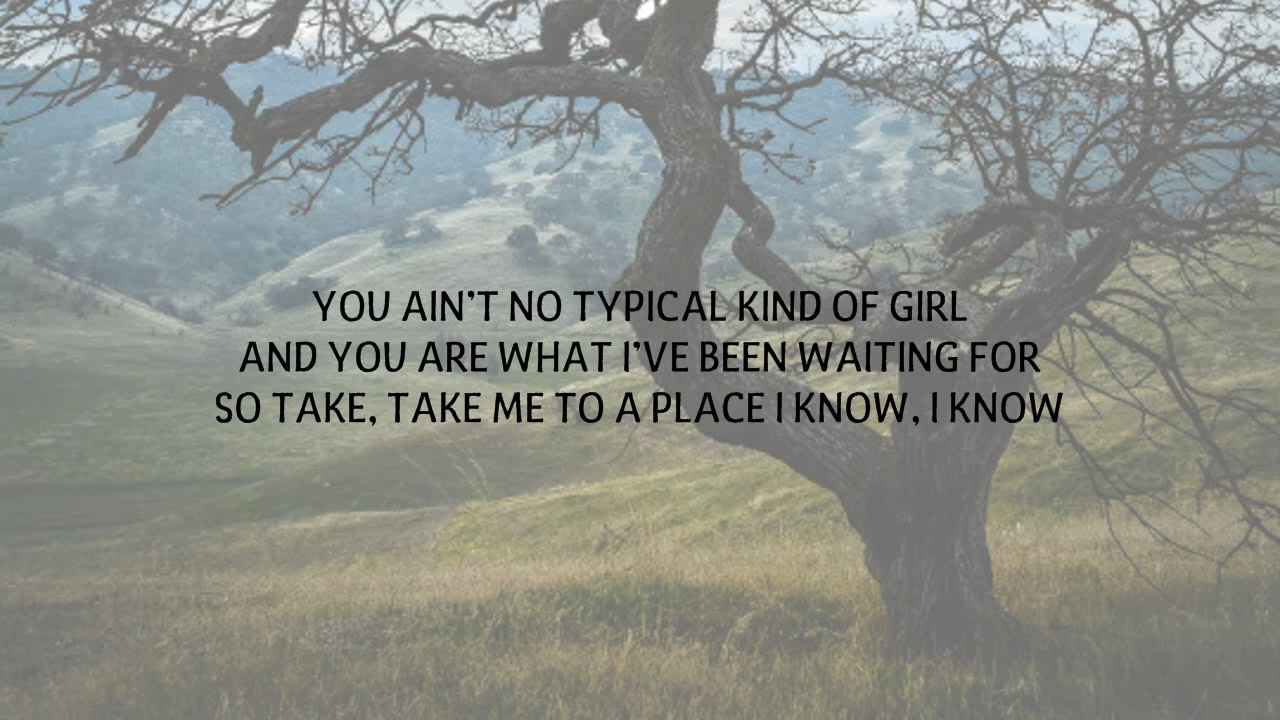 YOU AIN'T NO TYPICAL KIND OF GIRL
AND YOU ARE WHAT I'VE BEEN WAITING FOR
SO TAKE, TAKE ME TO A PLACE I KNOW, I KNOW